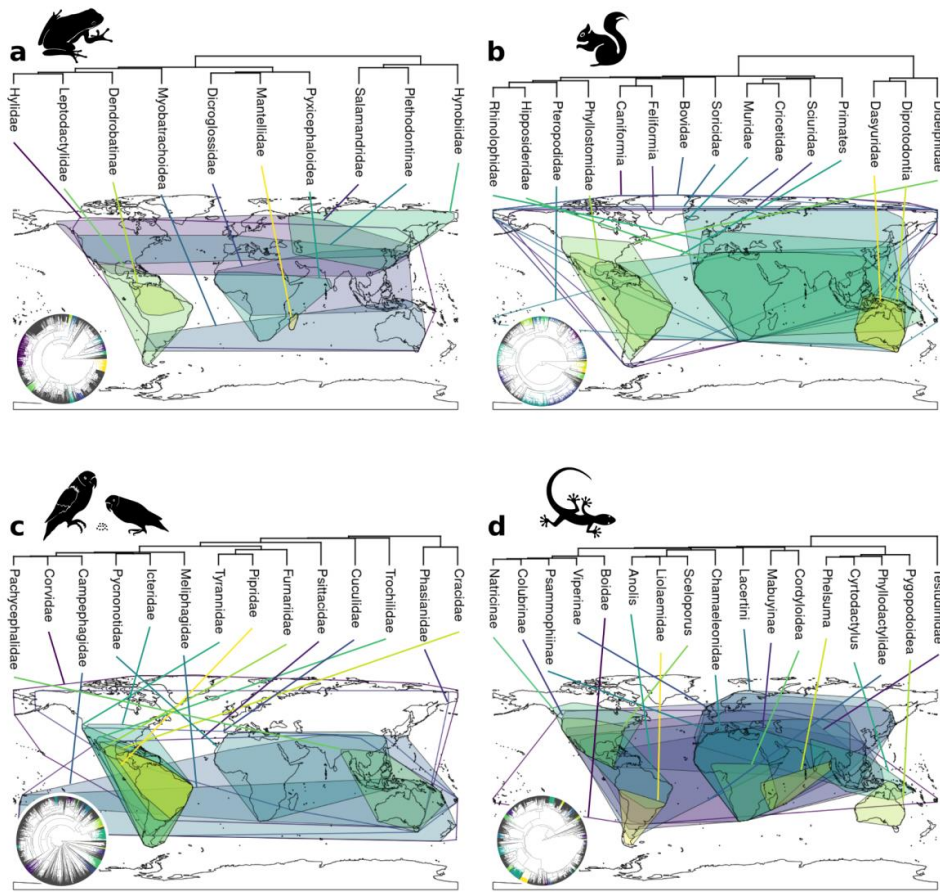 a
Hylidae
Leptodactylidae
Dendrobatinae
Myobatrachoidea
Dicroglossidae
Mantellidae
Pyxicephaloidea
Salamandridae
Plethodontinae
Hynobiidae
b
Rhinolophidae
Hipposideridae
Pteropodidae
Phyllostomidae
Caniformia
Feliformia
Bovidae
Soricidae
Muridae
Cricetidae
Sciuridae
Primates
Dasyuridae
Diprotodontia
Didelphidae
c
Pachycephalidae
Corvidae
Campephagidae
Pycnonotidae
Icteridae
Meliphagidae
Tyrannidae
Pipridae
Furnariidae
Psittacidae
Cuculidae
Trochilidae
Phasianidae
Cracidae
d
Natricinae
Colubrinae
Psammophiinae
Viperinae
Boidae
Anolis
Liolaemidae
Sceloporus
Chamaeleonidae
Lacertini
Mabuyinae
Cordyloidea
Phelsuma
Cyrtodactylus
Phyllodactylidae
Pygopodoidea
Testudinidae